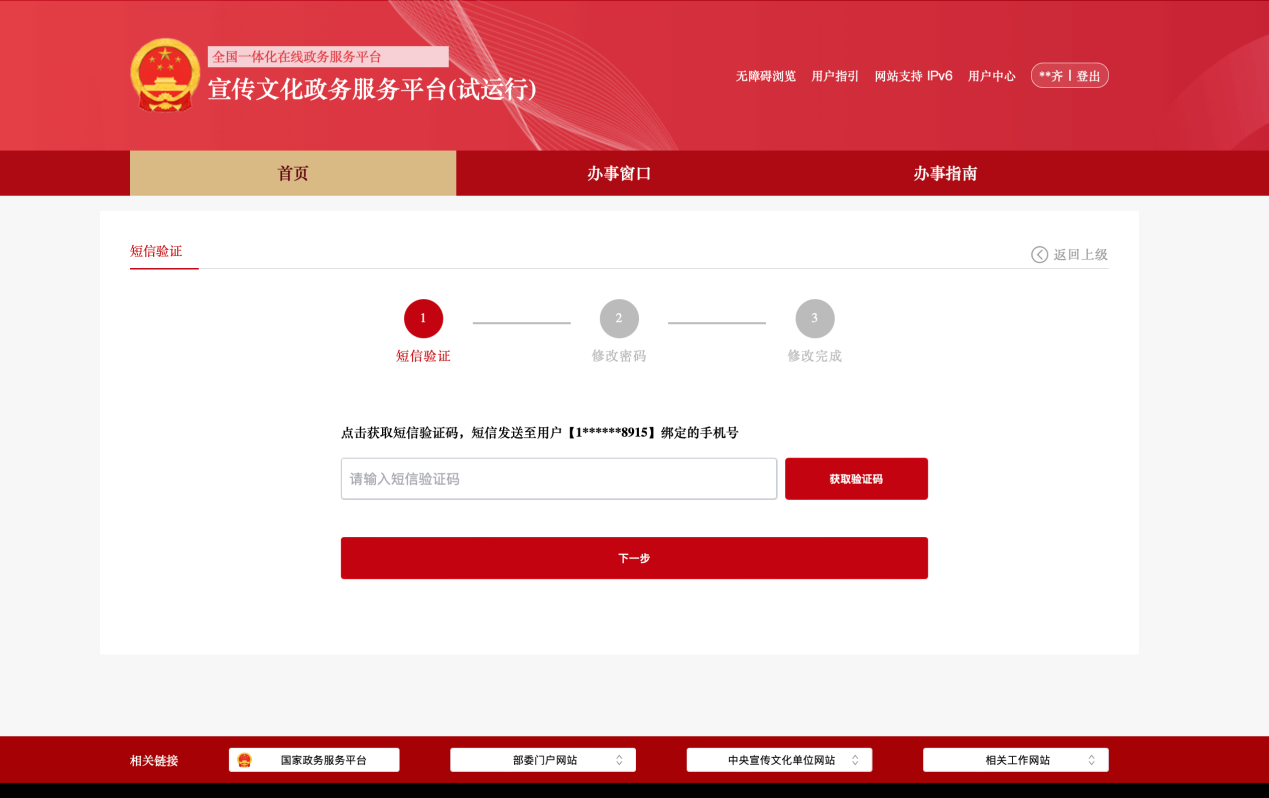 全国一体化在线政务服务平台
宣传文化政务服务平台(试运行)
无障碍浏览 用户指引 网站支持 IPv6 用户中心 **齐 | 登出
首页 办事窗口 办事指南
短信验证 返回上级
1 2 3
短信验证 修改密码 修改完成
点击获取短信验证码，短信发送至用户【1******8915】绑定的手机号
请输入短信验证码 获取验证码
下一步
相关链接 国家政务服务平台 部委门户网站 中央宣传文化单位网站 相关工作网站